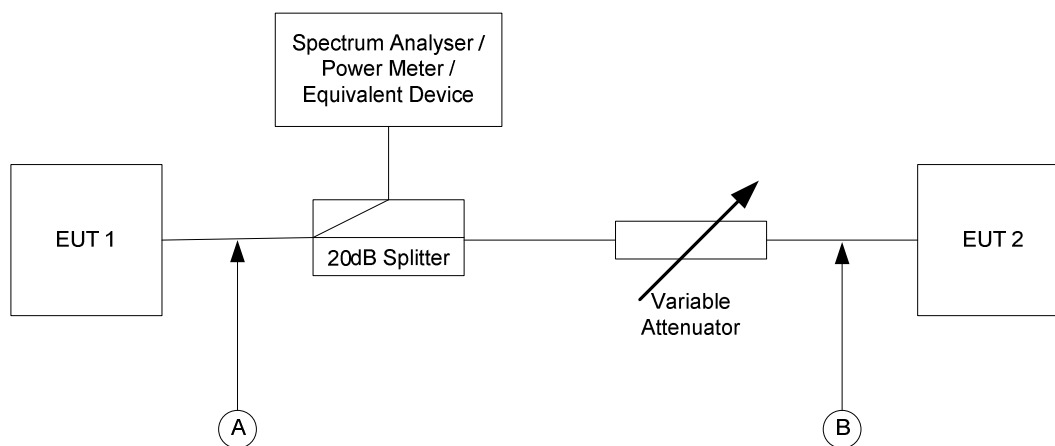 Spectrum Analyser /
Power Meter /
Equivalent Device
EUT 1
20dB Splitter
EUT 2
Variable
Attenuator
A
B